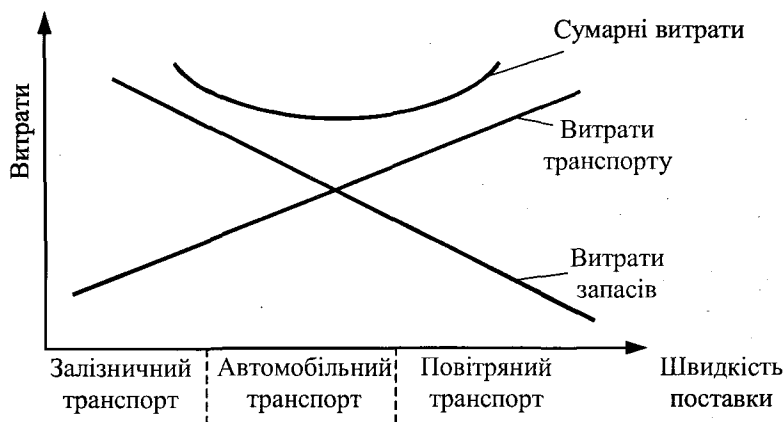 Витрати
Сумарні витрати
Витрати
транспорту
Витрати
запасів
Залізничний
транспорт
Автомобільний
транспорт
Повітряний
транспорт
Швидкість
поставки